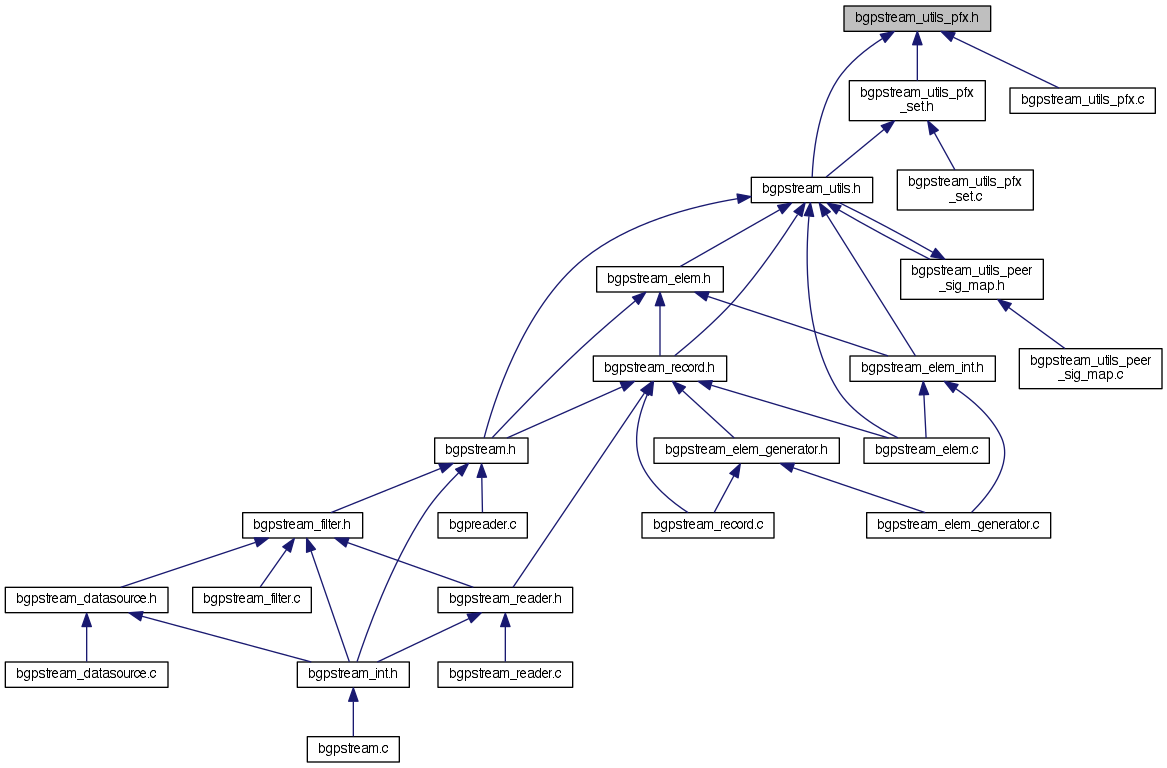 bgpstream_utils_pfx.h
bgpstream_utils_pfx
_set.h
bgpstream_utils_pfx.c
bgpstream_utils.h
bgpstream_utils_pfx
_set.c
bgpstream_elem.h
bgpstream_utils_peer
_sig_map.h
bgpstream_record.h
bgpstream_elem_int.h
bgpstream_utils_peer
_sig_map.c
bgpstream.h
bgpstream_elem_generator.h
bgpstream_elem.c
bgpstream_filter.h
bgpreader.c
bgpstream_record.c
bgpstream_elem_generator.c
bgpstream_datasource.h
bgpstream_filter.c
bgpstream_reader.h
bgpstream_datasource.c
bgpstream_int.h
bgpstream_reader.c
bgpstream.c